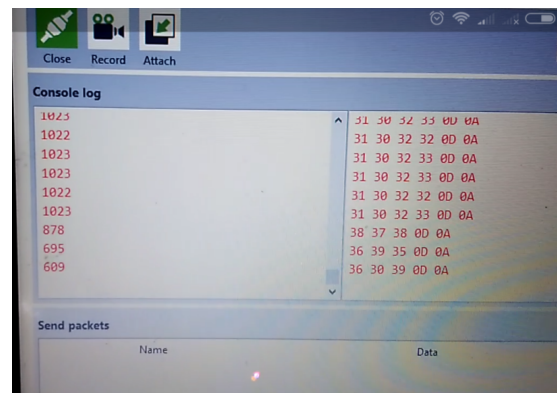 Close Record Attach
Console log
1023
1022
1023
1023
1022
1023
878
695
609
31 30 32 33 0D 0A
31 30 32 32 0D 0A
31 30 32 33 0D 0A
31 30 32 33 0D 0A
31 30 32 32 0D 0A
31 30 32 33 0D 0A
38 37 38 0D 0A
36 39 35 0D 0A
36 30 39 0D 0A
Send packets
Name Data